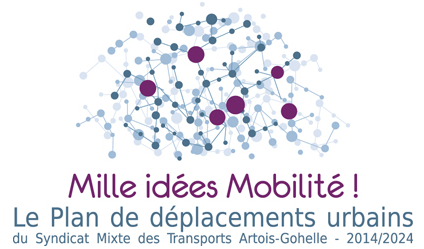 Mille idées Mobilité !
Le Plan de déplacements urbains
du Syndicat Mixte des Transports Artois-Gohelle - 2014/2024